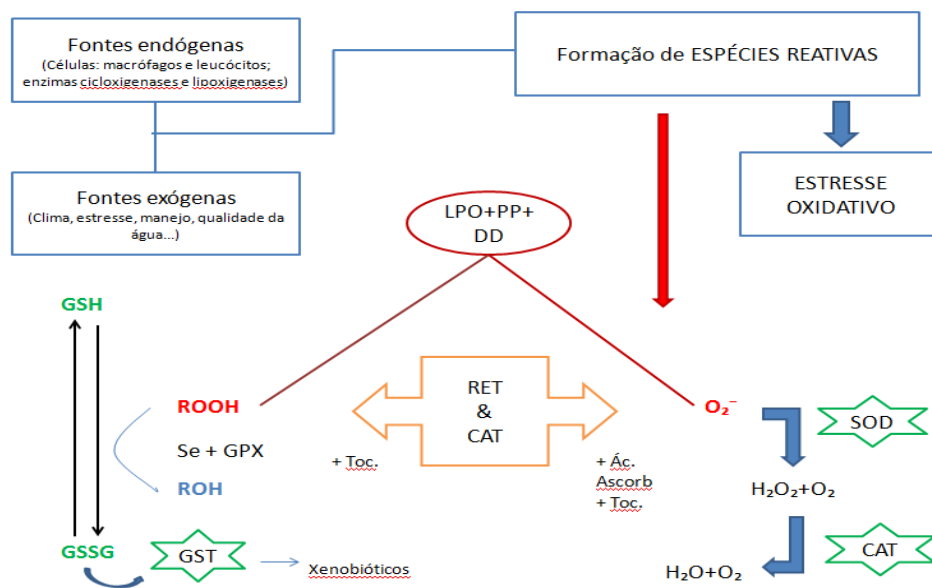 Fontes endógenas
(Células: macrófagos e leucócitos;
enzimas cicloxigenases e lipoxigenases)
Formação de ESPÉCIES REATIVAS
Fontes exógenas
(Clima, estresse, manejo, qualidade da
água...)
ESTRESSE
OXIDATIVO
LPO+PP+
DD
GSH
ROOH
Se + GPX
ROH
+ Toc.
RET
&
CAT
+ Ác.
Ascorb
+ Toc.
O₂⁻
SOD
H₂O₂+O₂
GSSG
GST
Xenobióticos
H₂O+O₂
CAT